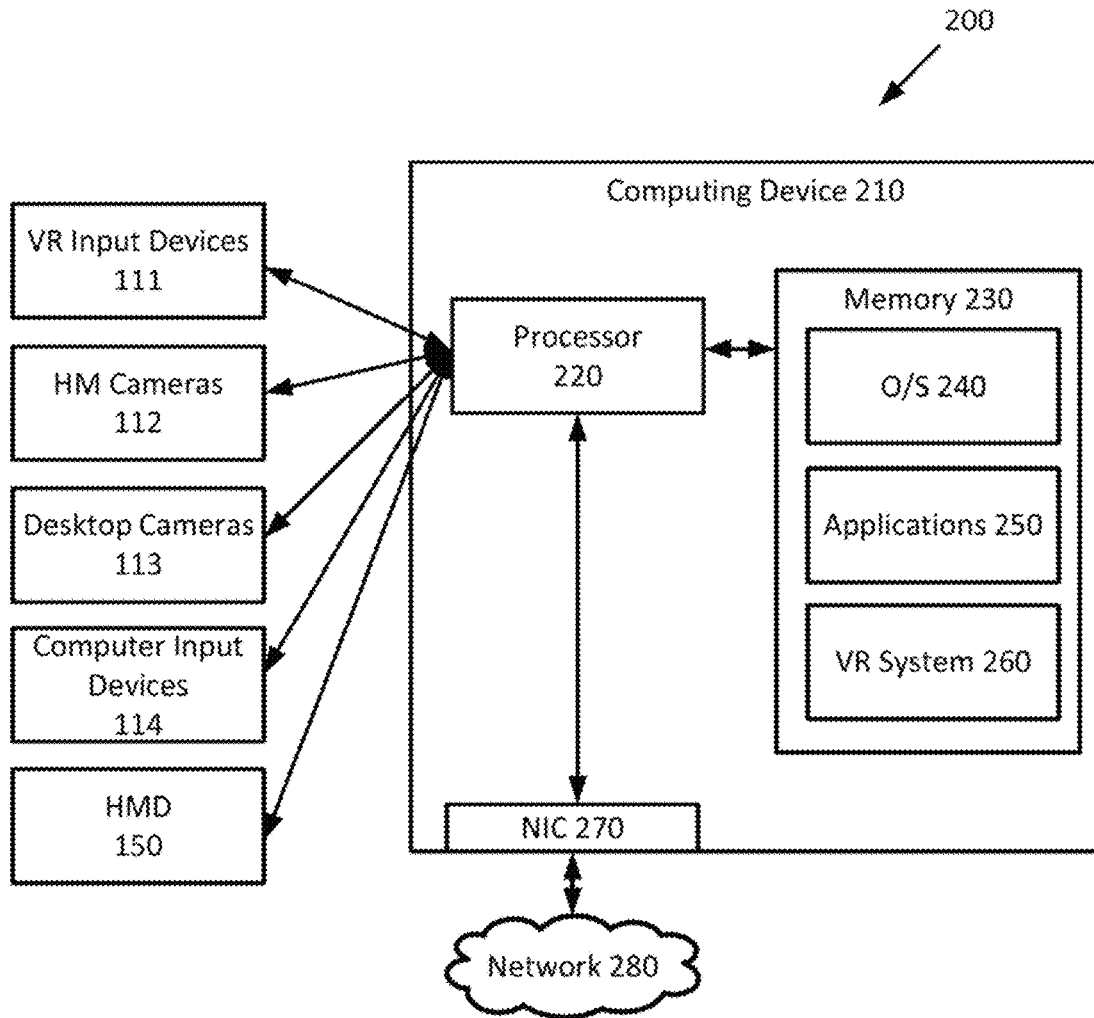 200
Computing Device 210
VR Input Devices
111
HM Cameras
112
Desktop Cameras
113
Computer Input
Devices
114
HMD
150
Processor
220
Memory 230
O/S 240
Applications 250
VR System 260
NIC 270
Network 280